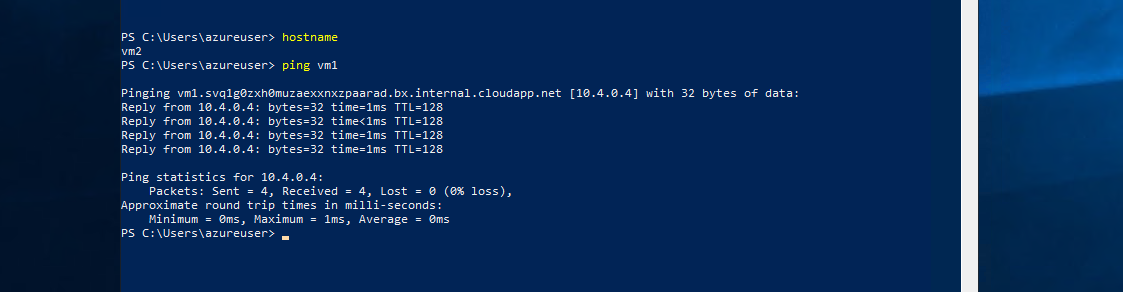 PS C:\Users\azureuser> hostname
vm2
PS C:\Users\azureuser> ping vm1
Pinging vm1.svq1g0zxh0muzaexxnxzpaarad.bx.internal.cloudapp.net [10.4.0.4] with 32 bytes of data:
Reply from 10.4.0.4: bytes=32 time=1ms TTL=128
Reply from 10.4.0.4: bytes=32 time<1ms TTL=128
Reply from 10.4.0.4: bytes=32 time=1ms TTL=128
Reply from 10.4.0.4: bytes=32 time=1ms TTL=128
Ping statistics for 10.4.0.4:
    Packets: Sent = 4, Received = 4, Lost = 0 (0% loss),
Approximate round trip times in milli-seconds:
    Minimum = 0ms, Maximum = 1ms, Average = 0ms
PS C:\Users\azureuser>